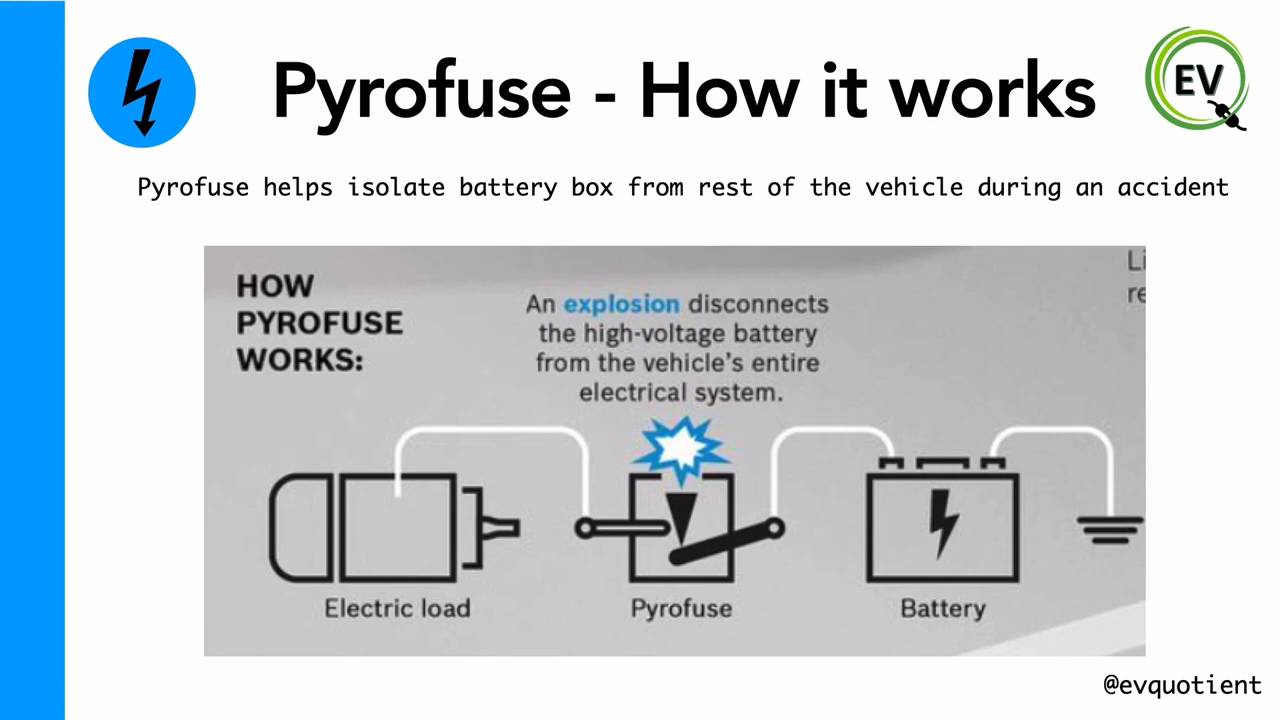 Pyrofuse - How it works
EV
Pyrofuse helps isolate battery box from rest of the vehicle during an accident
HOW
PYROFUSE
WORKS:
An explosion disconnects
the high-voltage battery
from the vehicle's entire
electrical system.
Li
re
Electric load
Pyrofuse
Battery
@evquotient